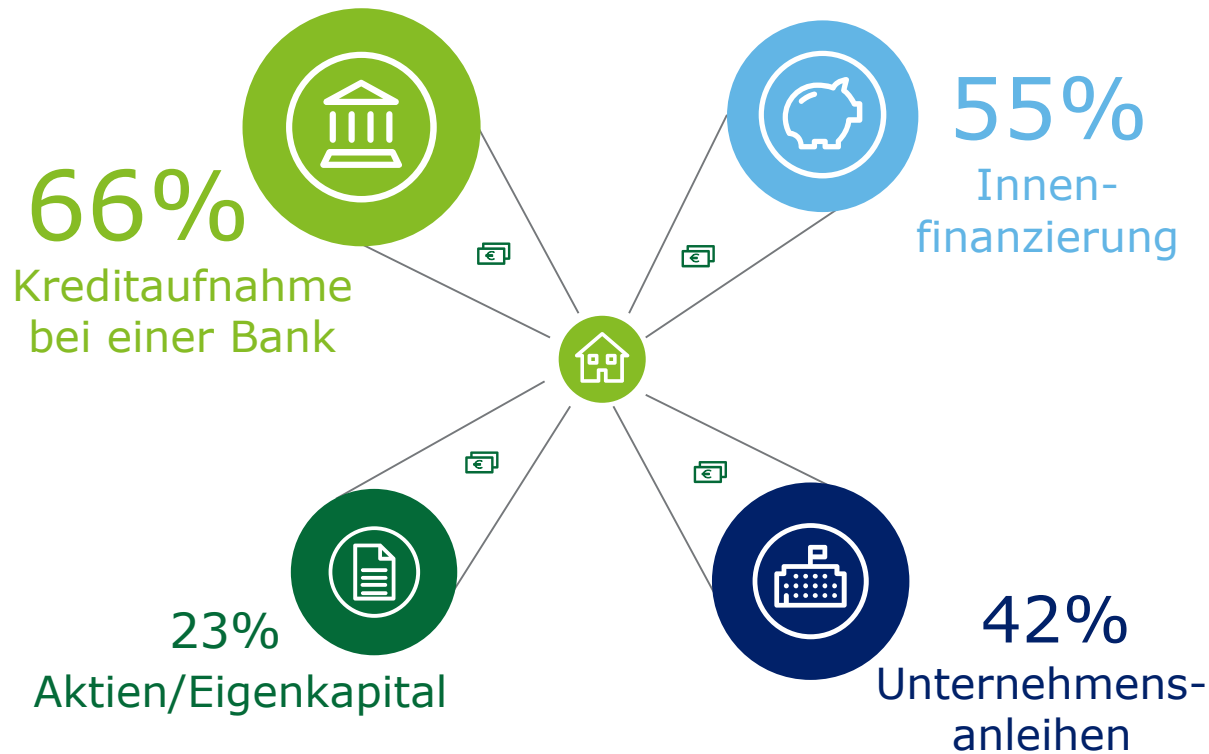 66%
Kreditaufnahme
bei einer Bank
55%
Innen-
finanzierung
€
€
€
€
23%
Aktien/Eigenkapital
42%
Unternehmens-
anleihen